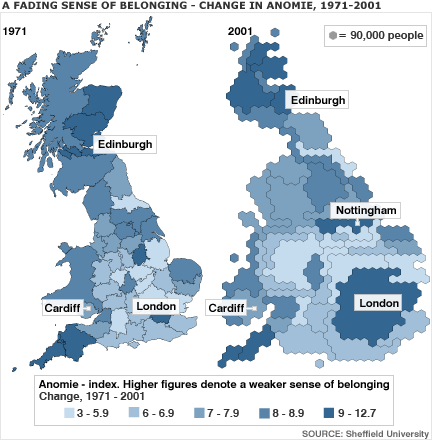 A FADING SENSE OF BELONGING - CHANGE IN ANOMIE, 1971-2001
1971
2001
= 90,000 people
Edinburgh
Edinburgh
Nottingham
Cardiff
London
Cardiff
London
Anomie - index. Higher figures denote a weaker sense of belonging
Change, 1971 - 2001
3 - 5.9 6 - 6.9 7 - 7.9 8 - 8.9 9 - 12.7
SOURCE: Sheffield University